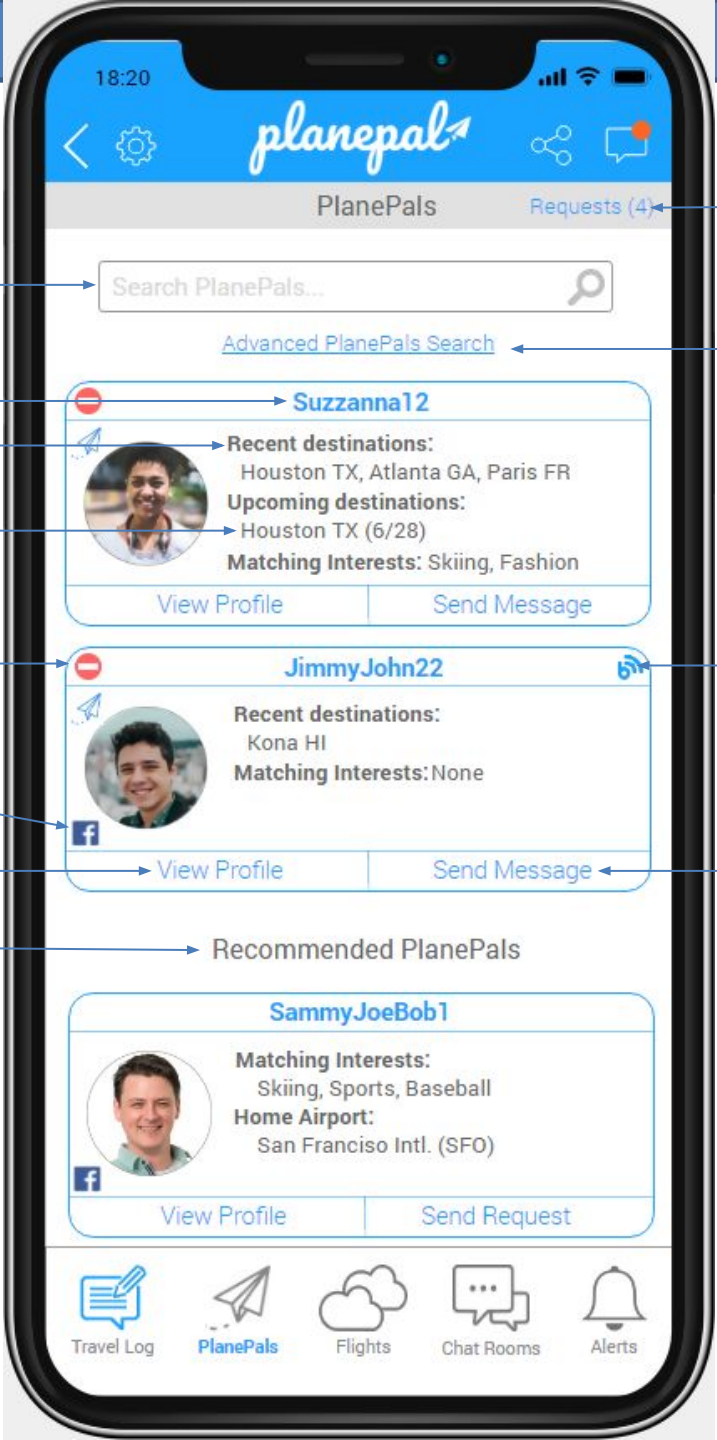 18:20
planepal
PlanePals
Requests (4)
Search PlanePals...
Advanced PlanePals Search
Suzzanna12
Recent destinations:
Houston TX, Atlanta GA, Paris FR
Upcoming destinations:
Houston TX (6/28)
Matching Interests: Skiing, Fashion
View Profile
Send Message
JimmyJohn22
Recent destinations:
Kona HI
Matching Interests: None
View Profile
Send Message
Recommended PlanePals
SammyJoeBob1
Matching Interests:
Skiing, Sports, Baseball
Home Airport:
San Franciso Intl. (SFO)
View Profile
Send Request
Travel Log
PlanePals
Flights
Chat Rooms
Alerts